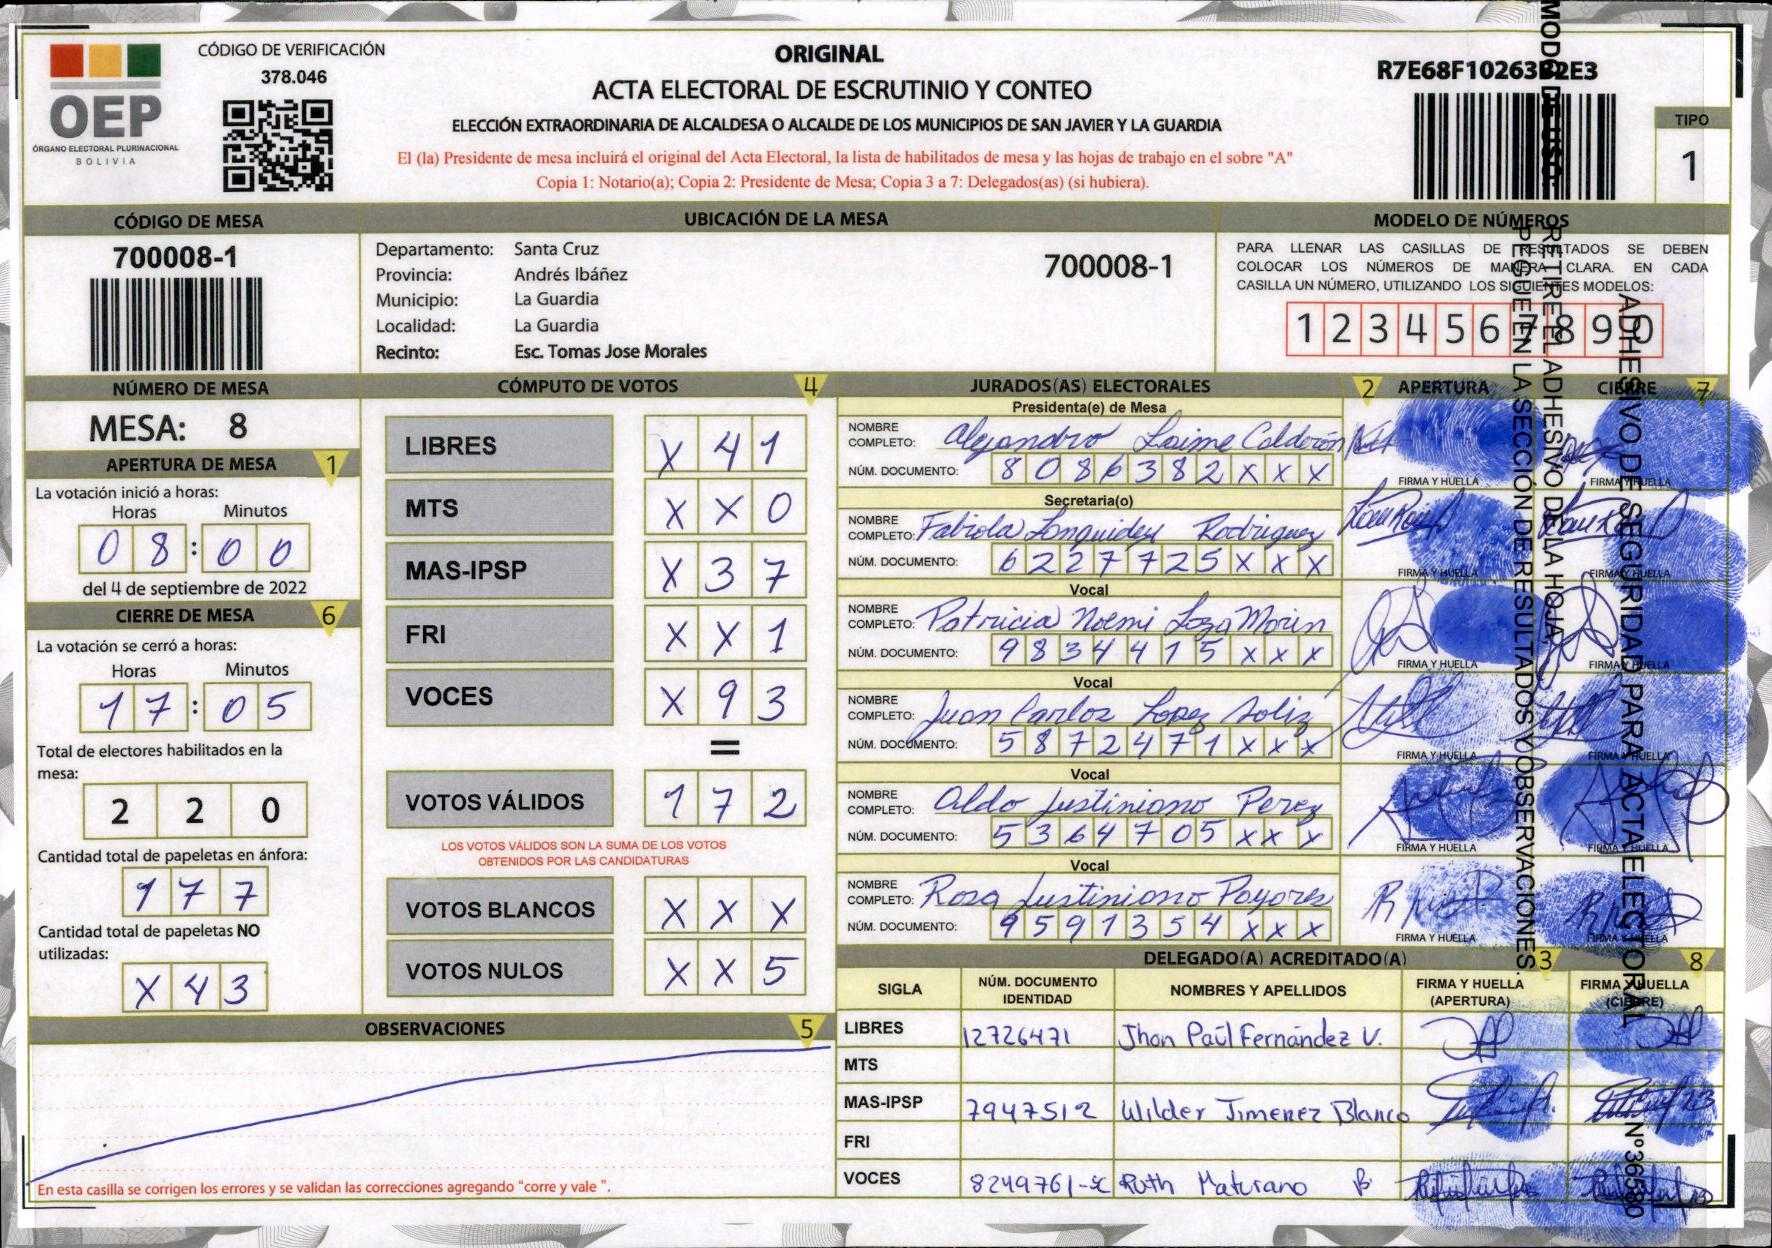 CÓDIGO DE VERIFICACIÓN
378.046
OEP
ÓRGANO ELECTORAL PLURINACIONAL
BOLIVIA
ORIGINAL
ACTA ELECTORAL DE ESCRUTINIO Y CONTEO
ELECCIÓN EXTRAORDINARIA DE ALCALDESA O ALCALDE DE LOS MUNICIPIOS DE SAN JAVIER Y LA GUARDIA
El (la) Presidente de mesa incluirá el original del Acta Electoral, la lista de habilitados de mesa y las hojas de trabajo en el sobre "A"
Copia 1: Notario(a); Copia 2: Presidente de Mesa; Copia 3 a 7: Delegados(as) (si hubiera).
R7E68F10263B2E3
TIPO
1
CÓDIGO DE MESA
700008-1
UBICACIÓN DE LA MESA
Departamento: Santa Cruz
Provincia: Andrés Ibáñez
Municipio: La Guardia
Localidad: La Guardia
Recinto: Esc. Tomas Jose Morales
700008-1
MODELO DE NÚMEROS
PARA LLENAR LAS CASILLAS DE RESULTADOS SE DEBEN
COLOCAR LOS NÚMEROS DE MANERA CLARA. EN CADA
CASILLA UN NÚMERO, UTILIZANDO LOS SIGUIENTES MODELOS:
1 2 3 4 5 6 7 8 9 0
NÚMERO DE MESA
MESA: 8
APERTURA DE MESA 1
La votación inició a horas:
Horas Minutos
0 8 : 0 0
del 4 de septiembre de 2022
CIERRE DE MESA 6
La votación se cerró a horas:
Horas Minutos
1 7 : 0 5
Total de electores habilitados en la
mesa:
2 2 0
Cantidad total de papeletas en ánfora:
1 7 7
Cantidad total de papeletas NO
utilizadas:
X 4 3
CÓMPUTO DE VOTOS 4
LIBRES X 4 1
MTS X X 0
MAS-IPSP X 3 7
FRI X X 1
VOCES X 9 3
=
VOTOS VÁLIDOS 1 7 2
LOS VOTOS VÁLIDOS SON LA SUMA DE LOS VOTOS
OBTENIDOS POR LAS CANDIDATURAS
VOTOS BLANCOS X X X
VOTOS NULOS X X 5
OBSERVACIONES 5
En esta casilla se corrigen los errores y se validan las correcciones agregando "corre y vale ".
JURADOS(AS) ELECTORALES 2 APERTURA CIERRE 7
Presidenta(e) de Mesa
NOMBRE
COMPLETO: Alejandro Laime Calderón
NÚM. DOCUMENTO: 8 0 8 6 3 8 2 X X X
FIRMA Y HUELLA FIRMA Y HUELLA
Secretaria(o)
NOMBRE
COMPLETO: Fabiola Longuidey Rodriguez
NÚM. DOCUMENTO: 6 2 2 7 7 2 5 X X X
FIRMA Y HUELLA FIRMA Y HUELLA
Vocal
NOMBRE
COMPLETO: Patricia Noemi Loza Morin
NÚM. DOCUMENTO: 9 8 3 4 4 1 5 X X X
FIRMA Y HUELLA FIRMA Y HUELLA
Vocal
NOMBRE
COMPLETO: Juan Carlos Lopez Soliz
NÚM. DOCUMENTO: 5 8 7 2 4 7 1 X X X
FIRMA Y HUELLA FIRMA Y HUELLA
Vocal
NOMBRE
COMPLETO: Aldo Justiniano Perez
NÚM. DOCUMENTO: 5 3 6 4 7 0 5 X X X
FIRMA Y HUELLA FIRMA Y HUELLA
Vocal
NOMBRE
COMPLETO: Rosa Justiniano Payares
NÚM. DOCUMENTO: 9 5 9 1 3 5 4 X X X
FIRMA Y HUELLA FIRMA Y HUELLA
DELEGADO(A) ACREDITADO(A) 3 8
SIGLA NÚM. DOCUMENTO IDENTIDAD NOMBRES Y APELLIDOS FIRMA Y HUELLA (APERTURA) FIRMA Y HUELLA (CIERRE)
LIBRES 12726471 Jhon Paúl Fernández V.
MTS
MAS-IPSP 7947512 Wilder Jimenez Blanco
FRI
VOCES 8249761-SC Ruth Maturano B
MODO DE USO:
RETIRE EL ADHESIVO DE LA HOJA
PEGUE EN LA SECCIÓN DE RESULTADOS Y OBSERVACIONES.
ADHESIVO DE SEGURIDAD PARA ACTA ELECTORAL
Nº36580